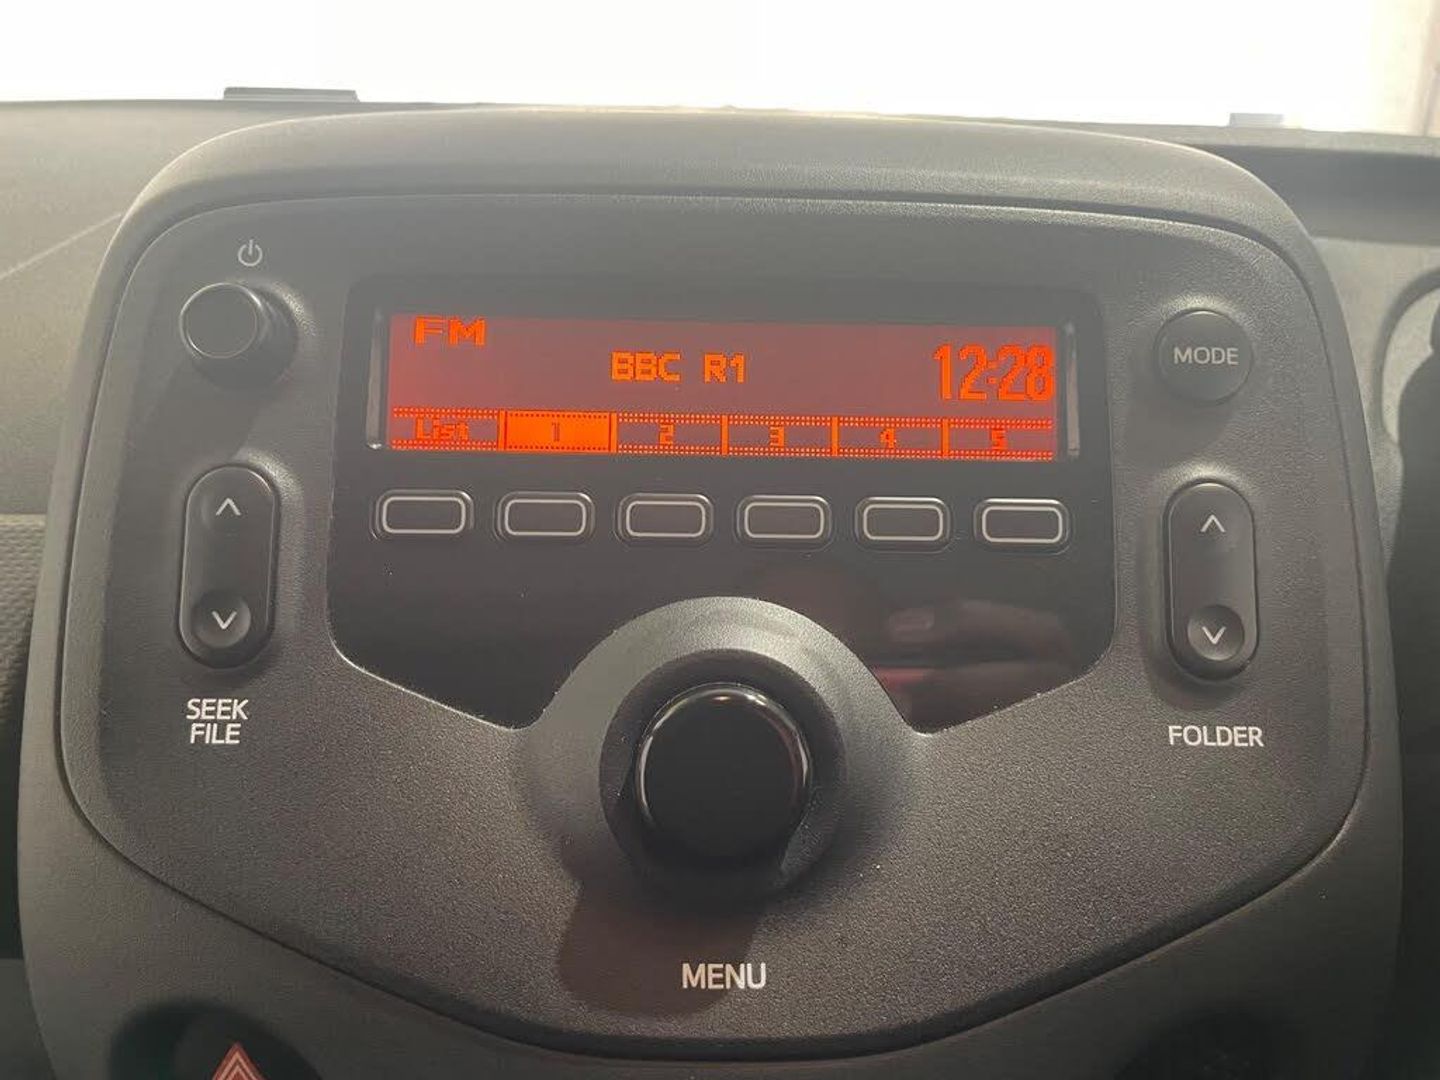 FM
BBC R1
12:28
List 1 2 3 4 5
MODE
SEEK
FILE
FOLDER
MENU